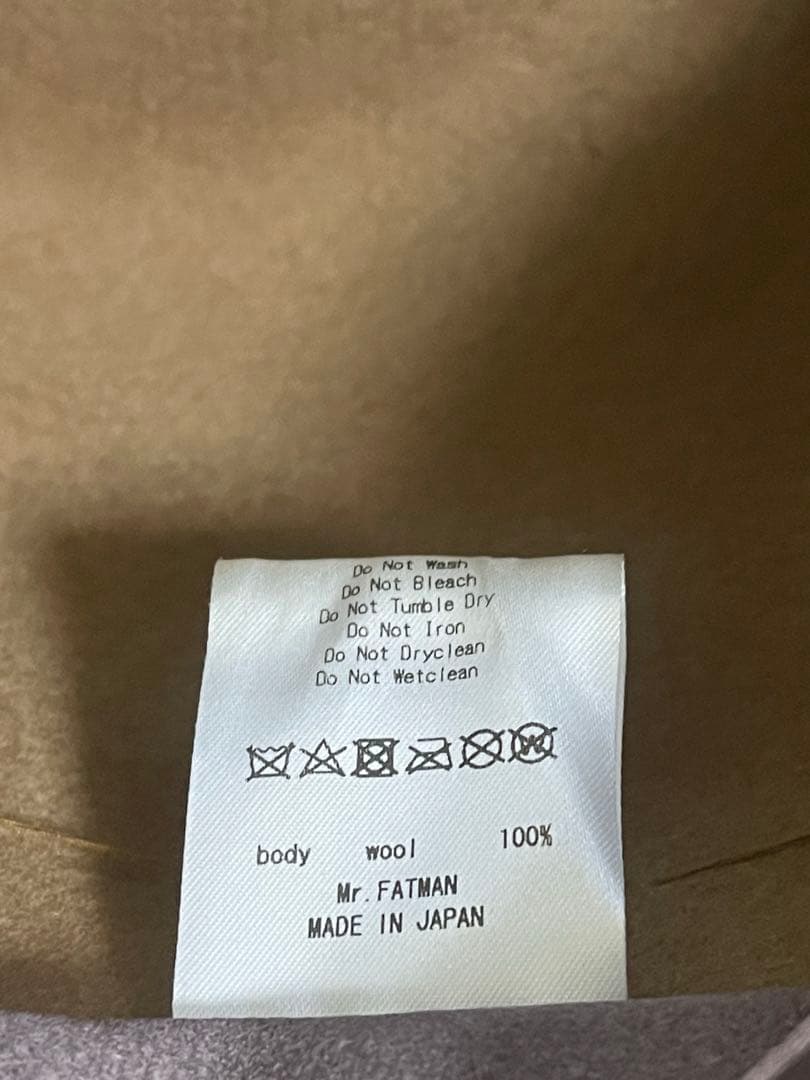 Do Not Wash
Do Not Bleach
Do Not Tumble Dry
Do Not Iron
Do Not Dryclean
Do Not Wetclean
W
body wool 100%
Mr.FATMAN
MADE IN JAPAN